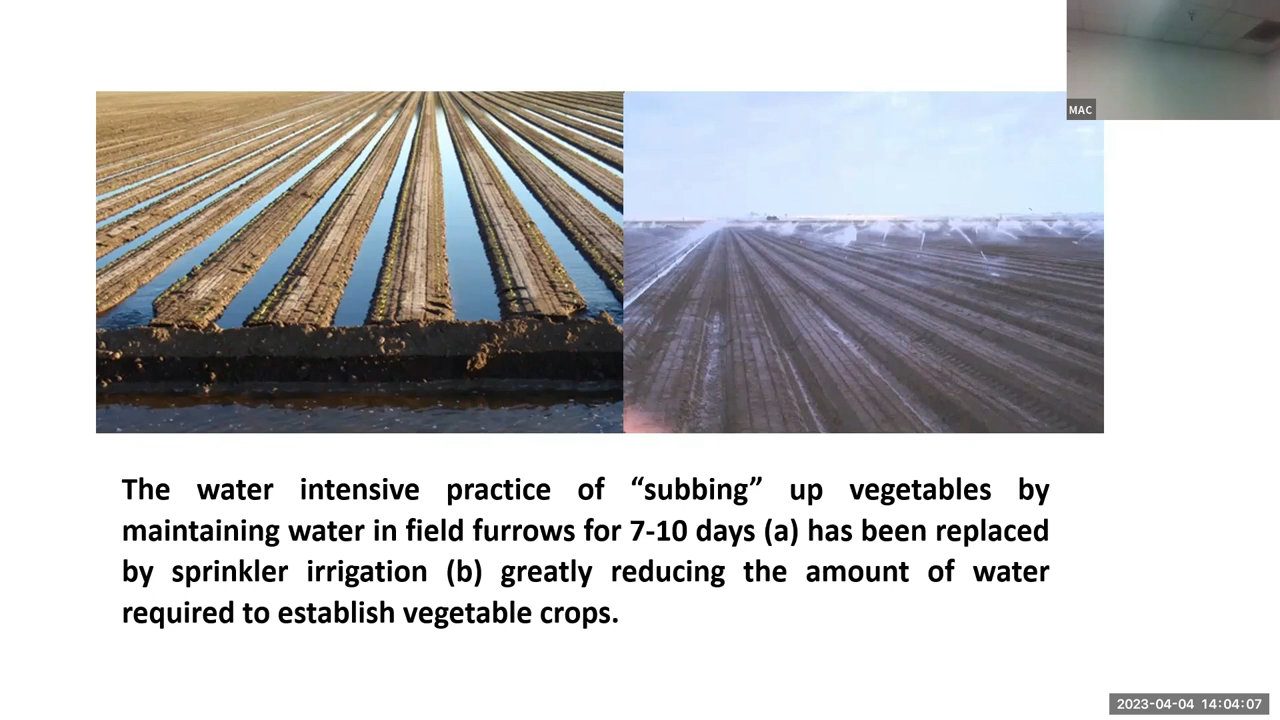 MAC
The water intensive practice of “subbing” up vegetables by
maintaining water in field furrows for 7-10 days (a) has been replaced
by sprinkler irrigation (b) greatly reducing the amount of water
required to establish vegetable crops.
2023-04-04 14:04:07